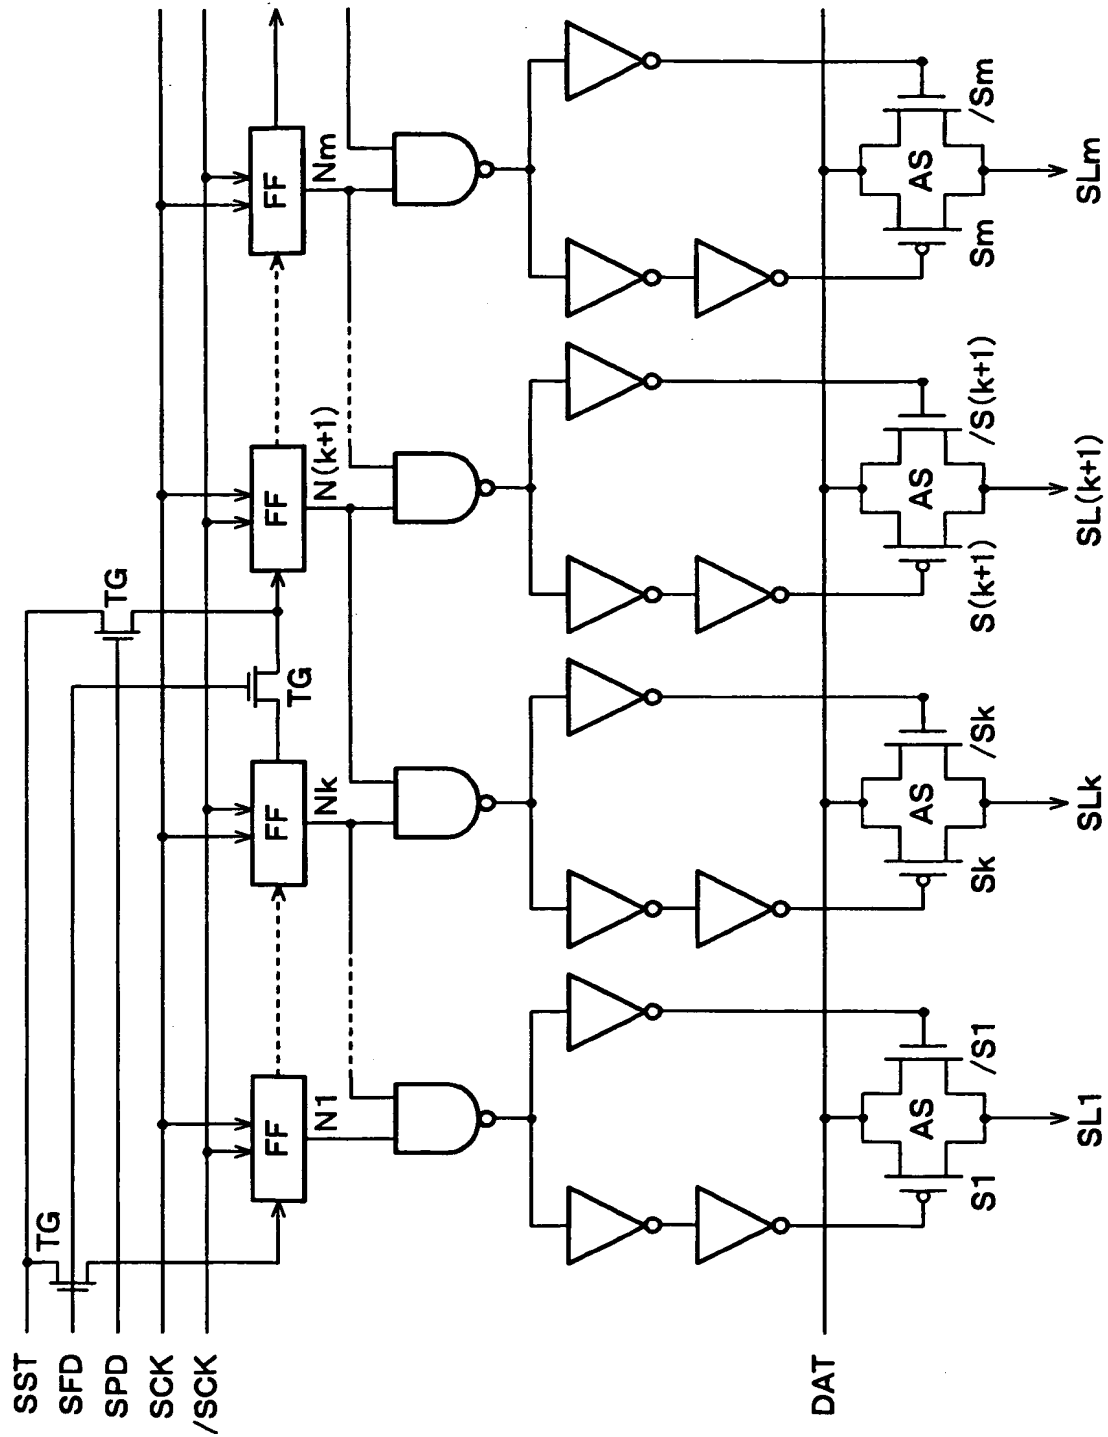 SST
SFD
SPD
SCK
/SCK
TG
TG
TG
FF
FF
FF
FF
N1
Nk
N(k+1)
Nm
DAT
AS
AS
AS
AS
S1
/S1
Sk
/Sk
S(k+1)
/S(k+1)
Sm
/Sm
SL1
SLk
SL(k+1)
SLm